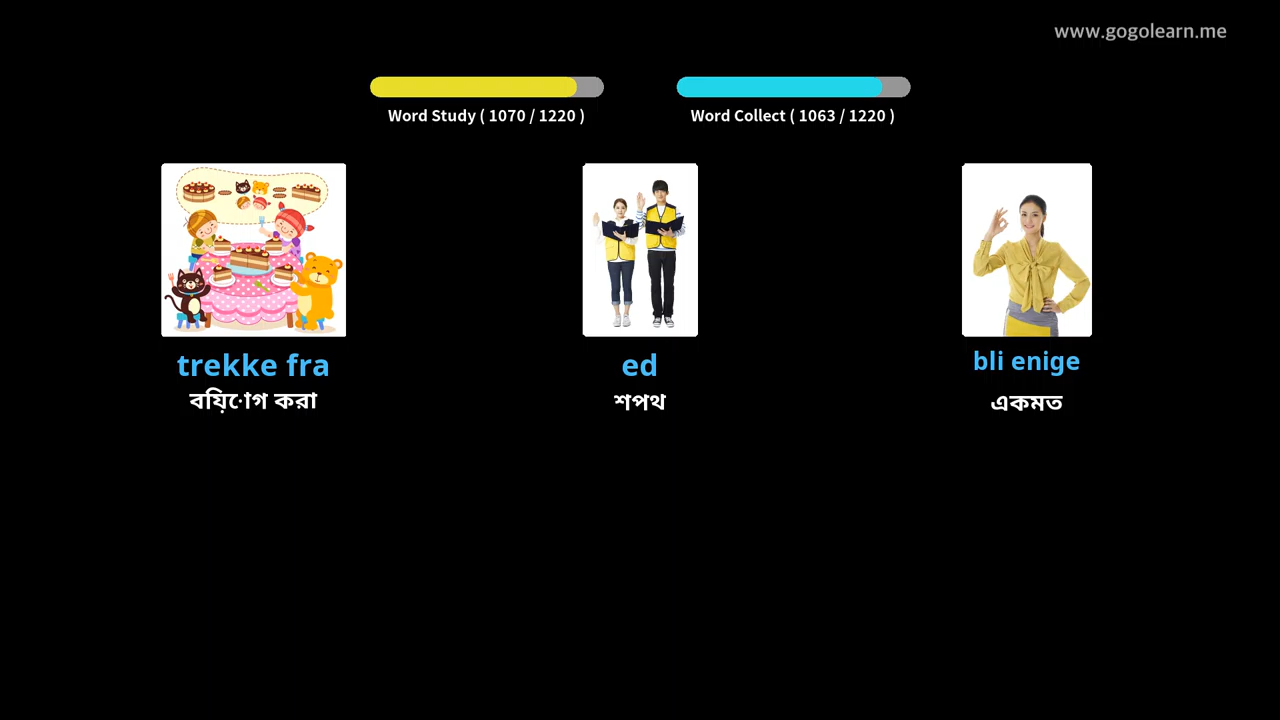 www.gogolearn.me
Word Study ( 1070 / 1220 )
Word Collect ( 1063 / 1220 )
trekke fra
ed
bli enige
বিয়োগ করা
শপথ
একমত